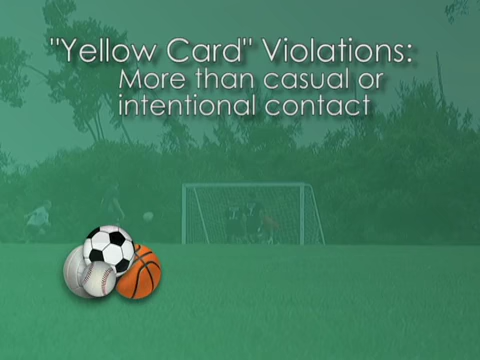 "Yellow Card" Violations:
More than casual or
intentional contact